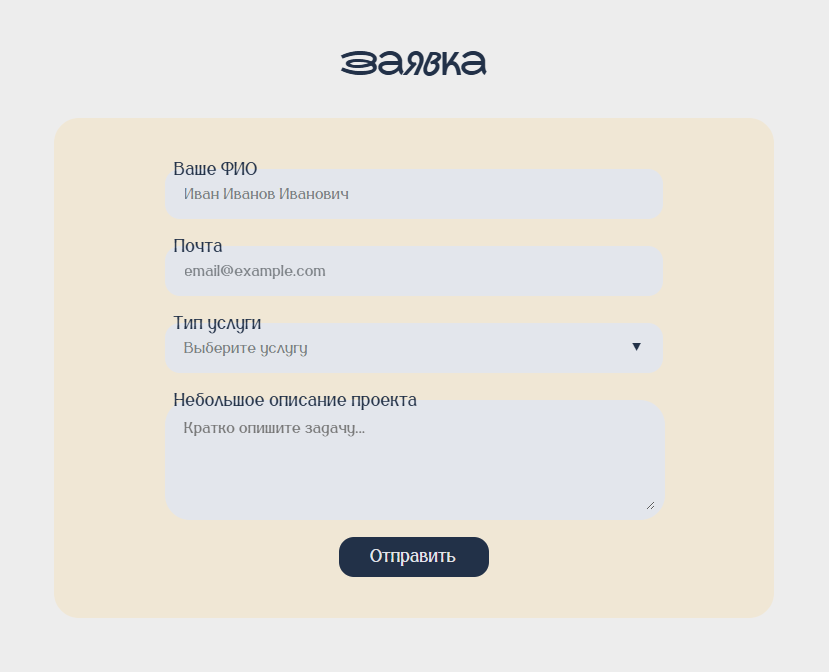 Заявка
Ваше ФИО
Иван Иванов Иванович
Почта
email@example.com
Тип услуги
Выберите услугу
Небольшое описание проекта
Кратко опишите задачу...
Отправить